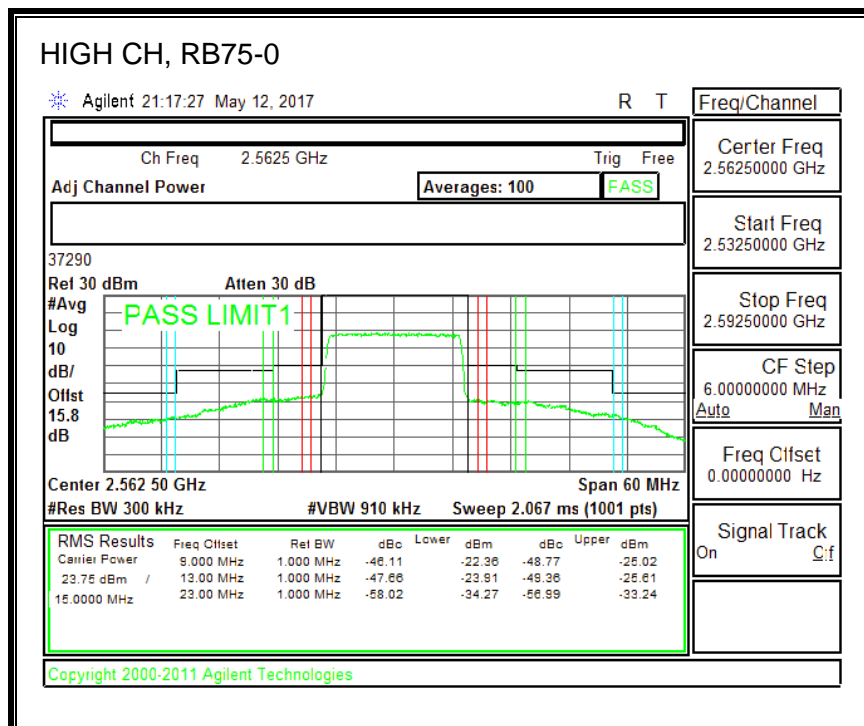 HIGH CH, RB75-0
Agilent 21:17:27 May 12, 2017 R T
Freq/Channel
Ch Freq 2.5625 GHz Trig Free
Adj Channel Power Averages: 100 PASS
Center Freq
2.56250000 GHz
Start Freq
2.53250000 GHz
Stop Freq
2.59250000 GHz
CF Step
6.00000000 MHz
Auto Man
Freq Offset
0.00000000 Hz
Signal Track
On Off
37290
Ref 30 dBm Atten 30 dB
#Avg
Log
10
dB/
Offst
15.8
dB
PASS LIMIT1
Center 2.562 50 GHz Span 60 MHz
#Res BW 300 kHz #VBW 910 kHz Sweep 2.067 ms (1001 pts)
RMS Results Freq Offset Ref BW dBc Lower dBm dBc Upper dBm
Carrier Power 9.000 MHz 1.000 MHz -46.11 -22.36 -48.77 -25.02
23.75 dBm / 13.00 MHz 1.000 MHz -47.66 -23.91 -49.36 -25.61
15.0000 MHz 23.00 MHz 1.000 MHz -58.02 -34.27 -56.99 -33.24
Copyright 2000-2011 Agilent Technologies